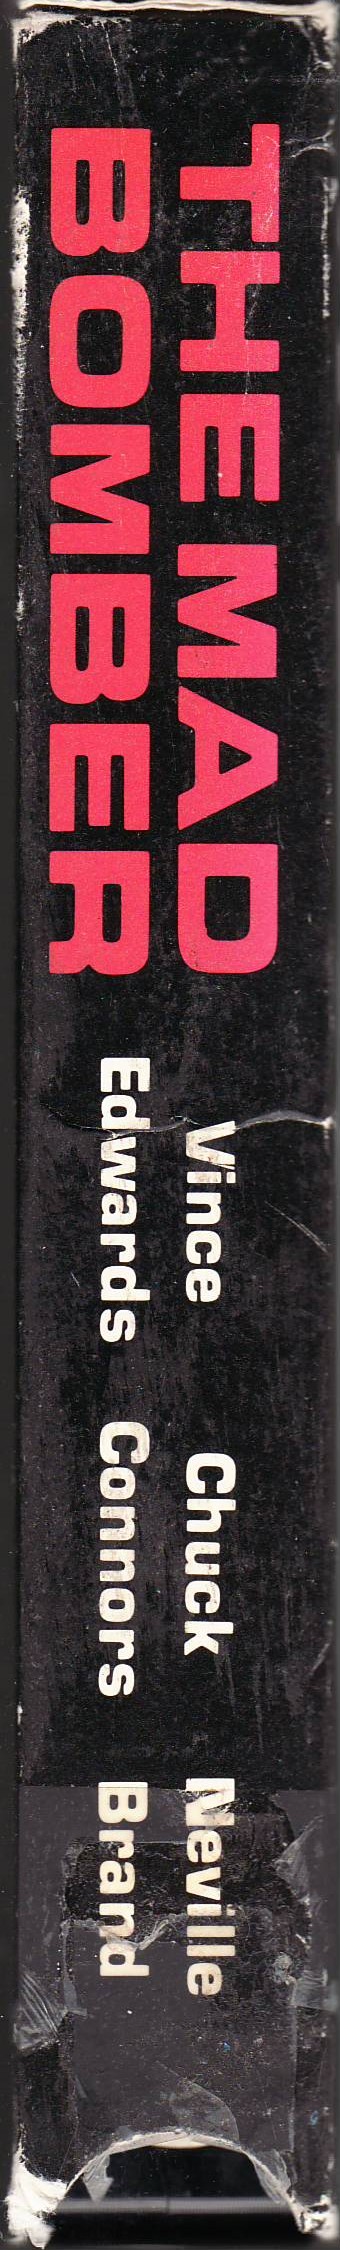 THE MAD
BOMBER
Vince
Edwards
Chuck
Connors
Neville
Brand